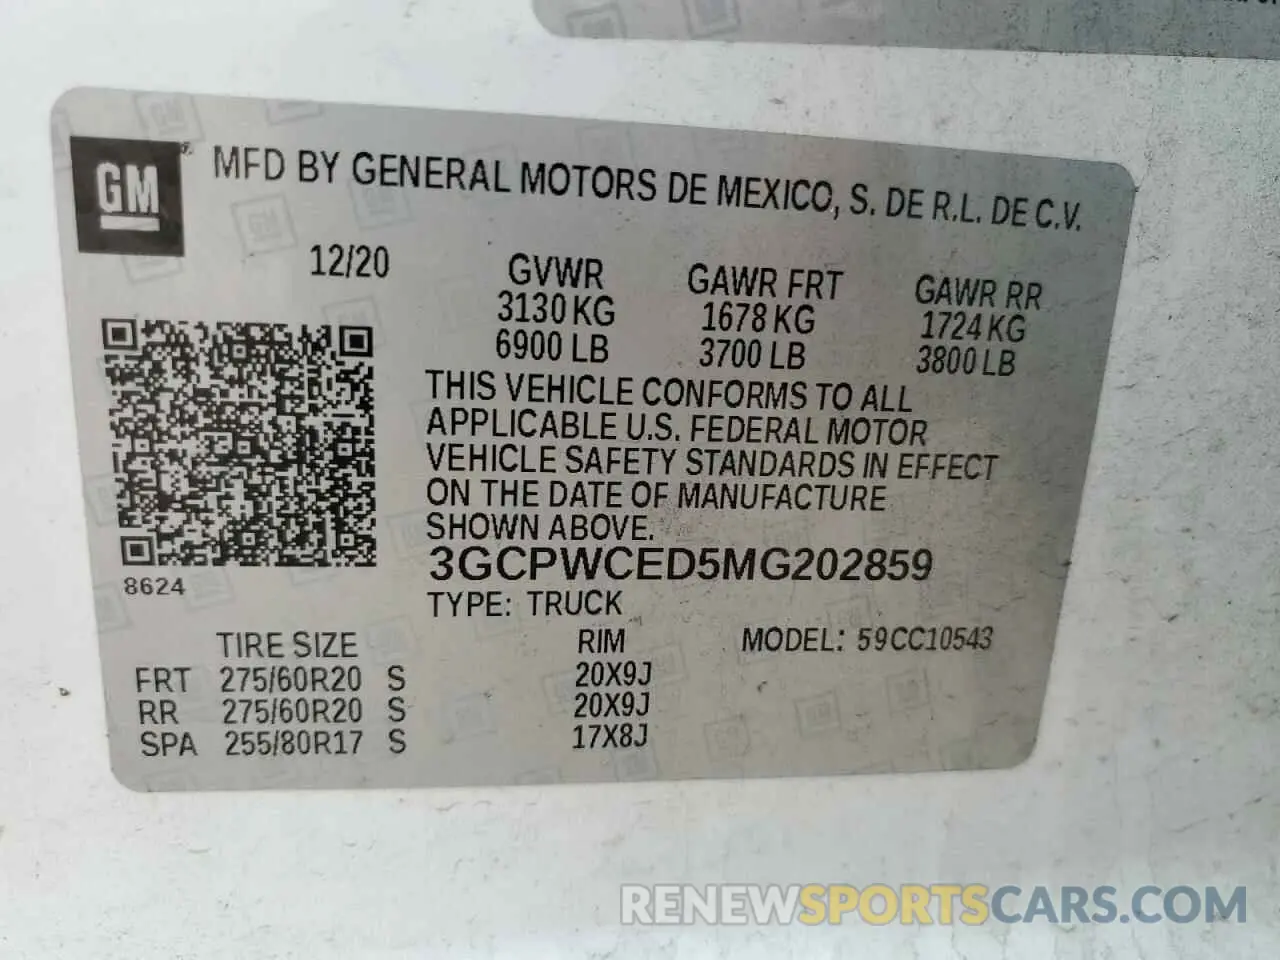 GM
MFD BY GENERAL MOTORS DE MEXICO, S. DE R.L. DE C.V.
12/20
GVWR GAWR FRT GAWR RR
3130 KG 1678 KG 1724 KG
6900 LB 3700 LB 3800 LB
THIS VEHICLE CONFORMS TO ALL
APPLICABLE U.S. FEDERAL MOTOR
VEHICLE SAFETY STANDARDS IN EFFECT
ON THE DATE OF MANUFACTURE
SHOWN ABOVE.
3GCPWCED5MG202859
8624
TYPE: TRUCK
TIRE SIZE RIM MODEL: 59CC10543
FRT 275/60R20 S 20X9J
RR 275/60R20 S 20X9J
SPA 255/80R17 S 17X8J
RENEWSPORTSCARS.COM